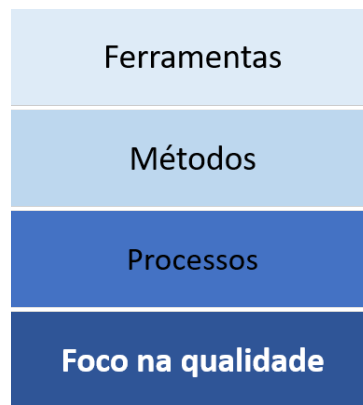 Ferramentas
Métodos
Processos
Foco na qualidade